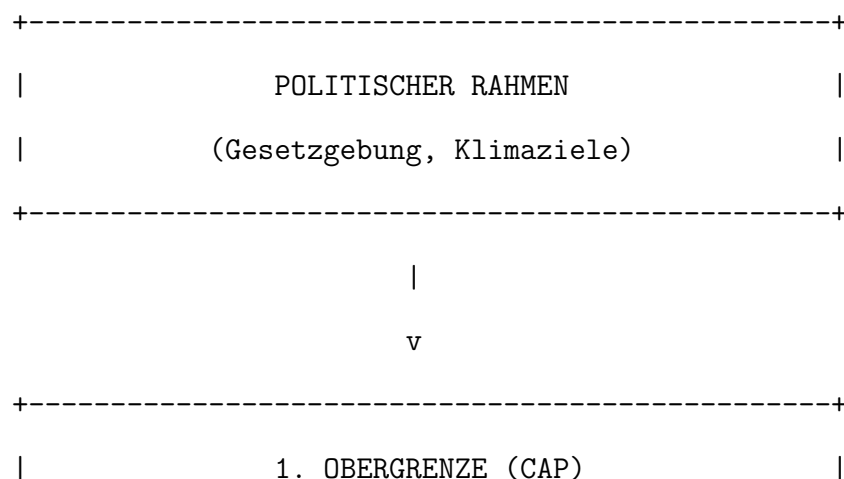 +-------------------------------------------------+
| POLITISCHER RAHMEN |
| (Gesetzgebung, Klimaziele) |
+-------------------------------------------------+
|
v
+-------------------------------------------------+
| 1. OBERGRENZE (CAP) |